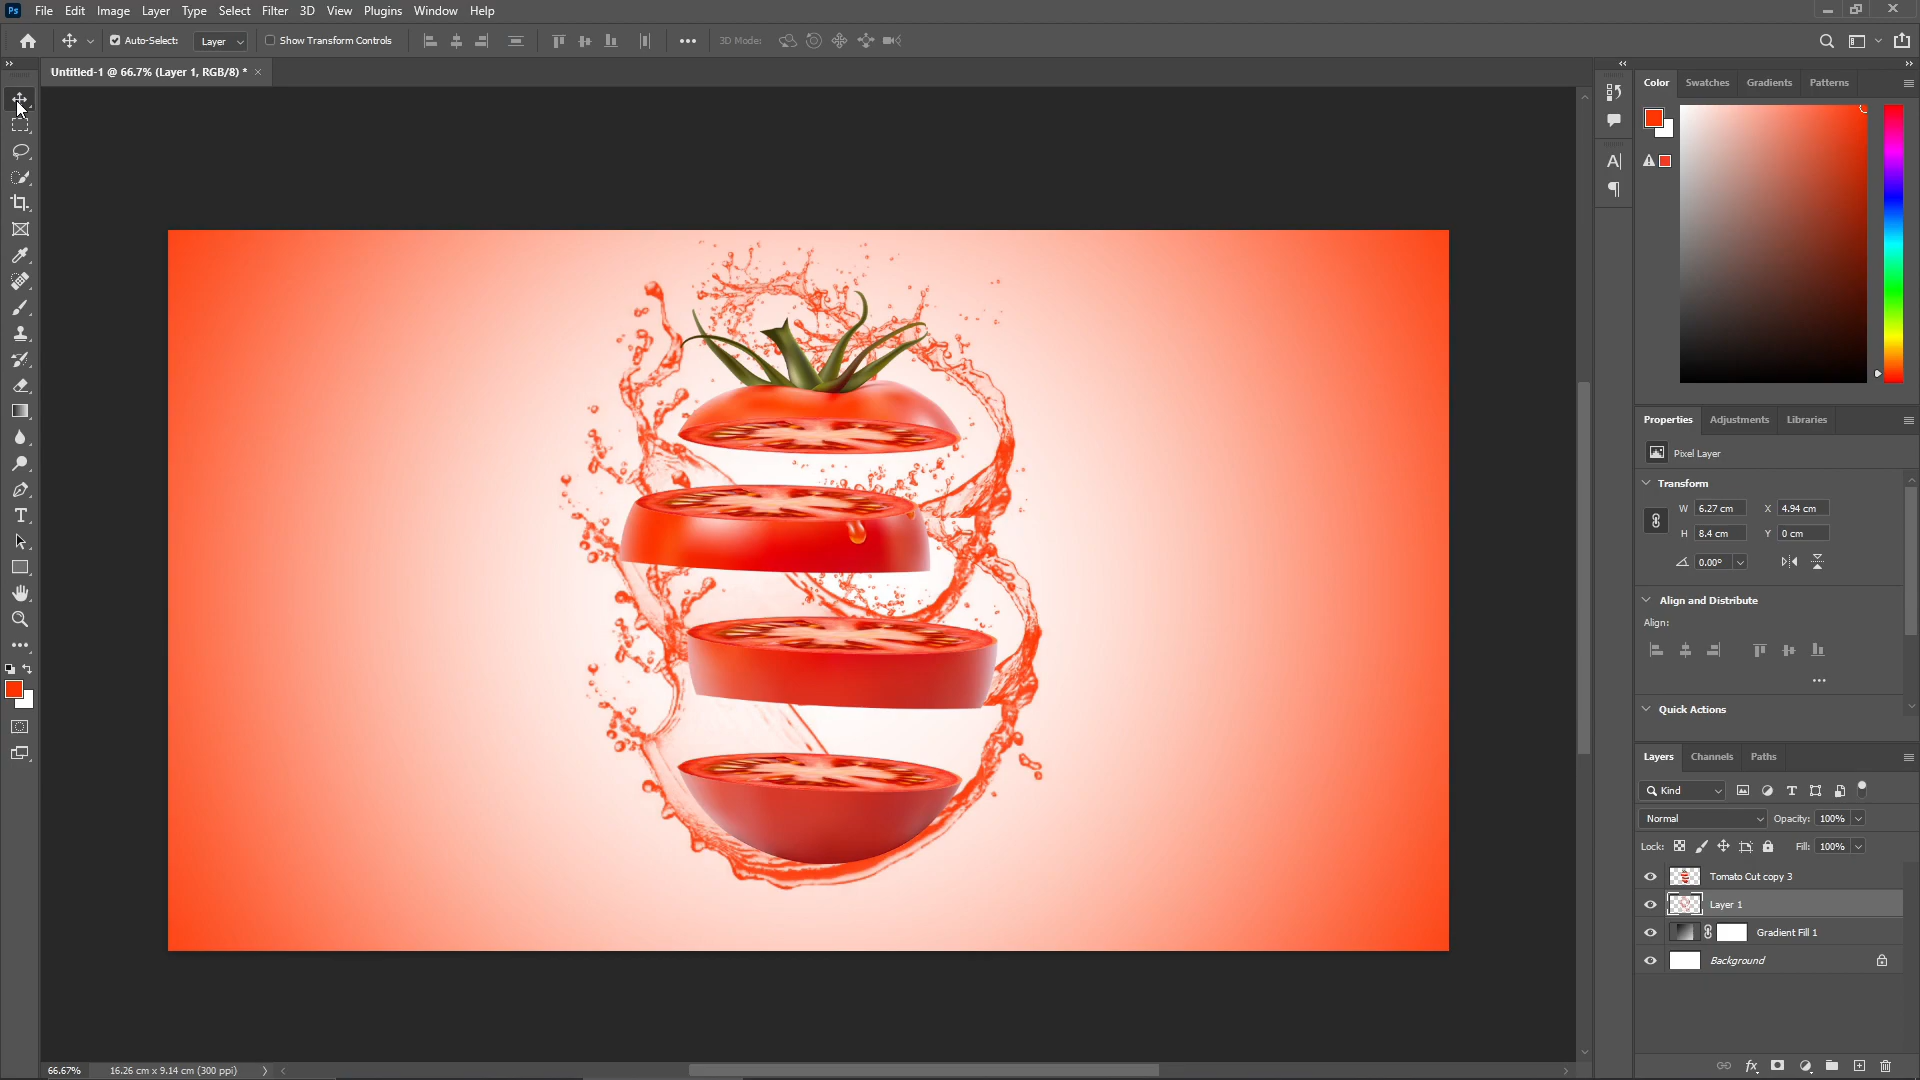 Ps File Edit Image Layer Type Select Filter 3D View Plugins Window Help
Auto-Select: Layer Show Transform Controls 3D Mode:
Untitled-1 @ 66.7% (Layer 1, RGB/8) *
Color Swatches Gradients Patterns
Properties Adjustments Libraries
Pixel Layer
Transform
W 6.27 cm X 4.94 cm
H 8.4 cm Y 0 cm
0.00°
Align and Distribute
Align:
Quick Actions
Layers Channels Paths
Kind
Normal Opacity: 100%
Lock: Fill: 100%
Tomato Cut copy 3
Layer 1
Gradient Fill 1
Background
66.67% 16.26 cm x 9.14 cm (300 ppi)